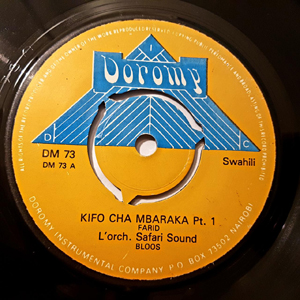 I
Doromy
D
C
DM 73
DM 73 A
Swahili
KIFO CHA MBARAKA Pt. 1
FARID
L'orch. Safari Sound
BLOOS
DOROMY INSTRUMENTAL COMPANY P.O BOX 73502 NAIROBI